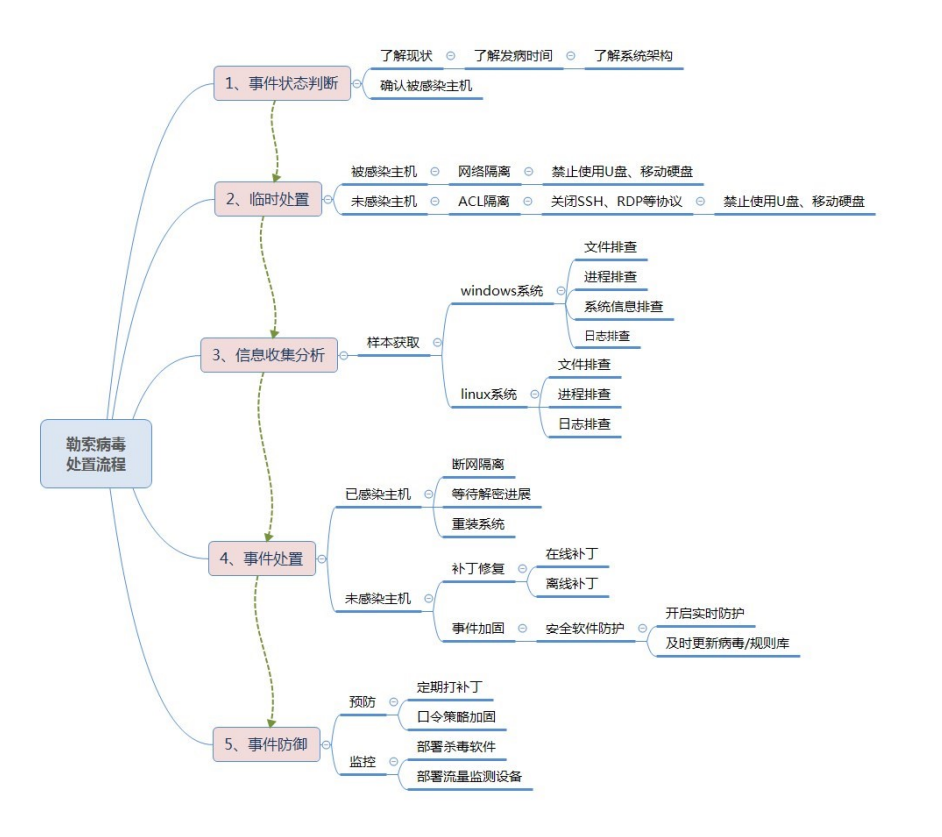 勒索病毒
处置流程
1、事件状态判断
了解现状
了解发病时间
了解系统架构
确认被感染主机
2、临时处置
被感染主机
网络隔离
禁止使用U盘、移动硬盘
未感染主机
ACL隔离
关闭SSH、RDP等协议
禁止使用U盘、移动硬盘
3、信息收集分析
样本获取
windows系统
文件排查
进程排查
系统信息排查
日志排查
linux系统
文件排查
进程排查
日志排查
4、事件处置
已感染主机
断网隔离
等待解密进展
重装系统
未感染主机
补丁修复
在线补丁
离线补丁
事件加固
安全软件防护
开启实时防护
及时更新病毒/规则库
5、事件防御
预防
定期打补丁
口令策略加固
监控
部署杀毒软件
部署流量监测设备